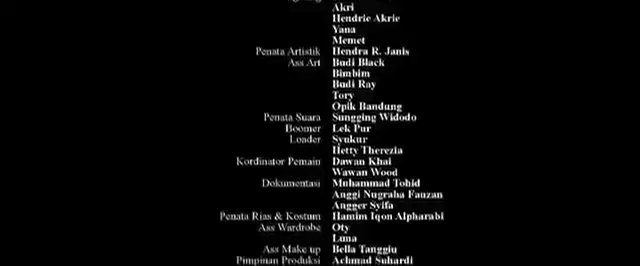 Akri
Hendrie Akrie
Yana
Memet
Penata Artistik Hendra R. Janis
Ass Art Budi Black
Bimbim
Budi Ray
Tory
Opik Bandung
Penata Suara Sungging Widodo
Boomer Lek Pur
Loader Syukur
Hetty Therezia
Kordinator Pemain Dawan Khai
Wawan Wood
Dokumentasi Muhammad Tohid
Anggi Nugraha Fauzan
Angger Syifa
Penata Rias & Kostum Hamim Iqon Alpharabi
Ass Wardrobe Oty
Luna
Ass Make up Bella Tanggiu
Pimpinan Produksi Achmad Suhardi